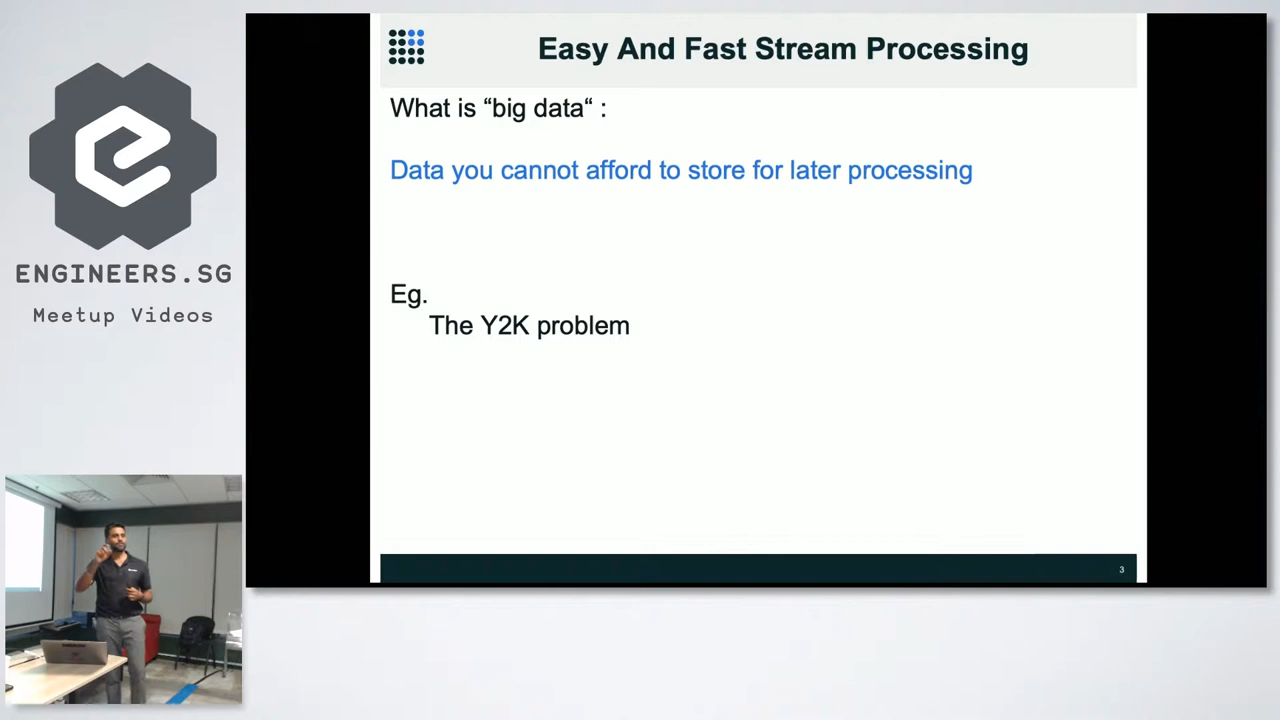 ENGINEERS.SG
Meetup Videos
Easy And Fast Stream Processing
What is “big data“ :
Data you cannot afford to store for later processing
Eg.
The Y2K problem
3